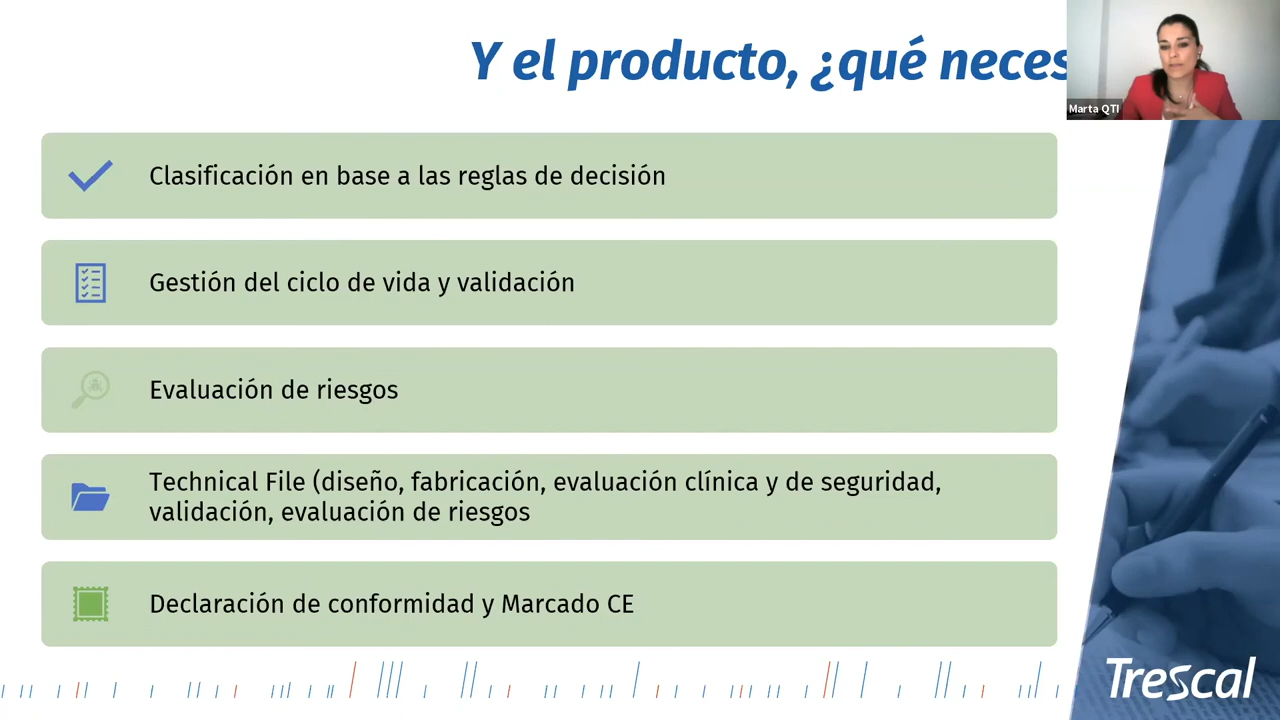 Y el producto, ¿qué neces
Marta QTI
Clasificación en base a las reglas de decisión
Gestión del ciclo de vida y validación
Evaluación de riesgos
Technical File (diseño, fabricación, evaluación clínica y de seguridad,
validación, evaluación de riesgos
Declaración de conformidad y Marcado CE
Trescal